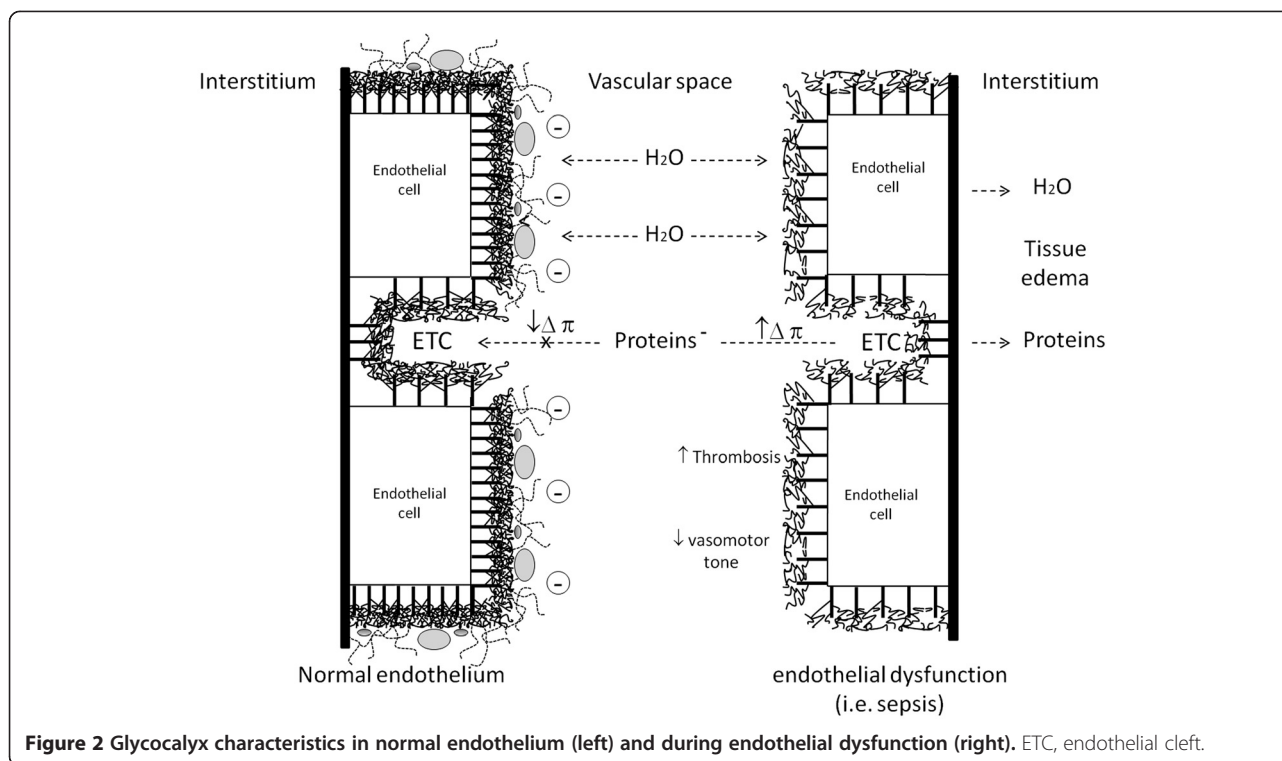 Interstitium
Vascular space
Interstitium
Endothelial
cell
−
H₂O
Endothelial
cell
H₂O
−
H₂O
Tissue
edema
−
ETC
↓Δ π
x
Proteins⁻
↑Δ π
ETC
Proteins
−
↑ Thrombosis
Endothelial
cell
−
Endothelial
cell
↓ vasomotor
tone
−
Normal endothelium
endothelial dysfunction
(i.e. sepsis)
Figure 2 Glycocalyx characteristics in normal endothelium (left) and during endothelial dysfunction (right). ETC, endothelial cleft.